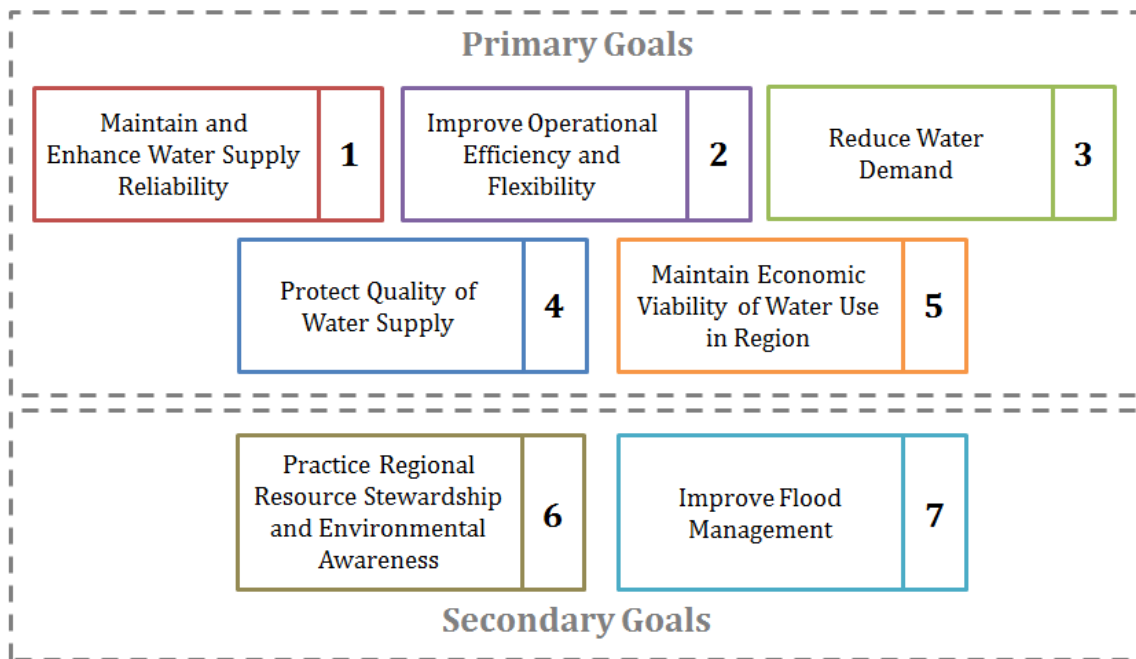 Primary Goals
Maintain and
Enhance Water Supply
Reliability
1
Improve Operational
Efficiency and
Flexibility
2
Reduce Water
Demand
3
Protect Quality of
Water Supply
4
Maintain Economic
Viability of Water Use
in Region
5
Practice Regional
Resource Stewardship
and Environmental
Awareness
6
Improve Flood
Management
7
Secondary Goals